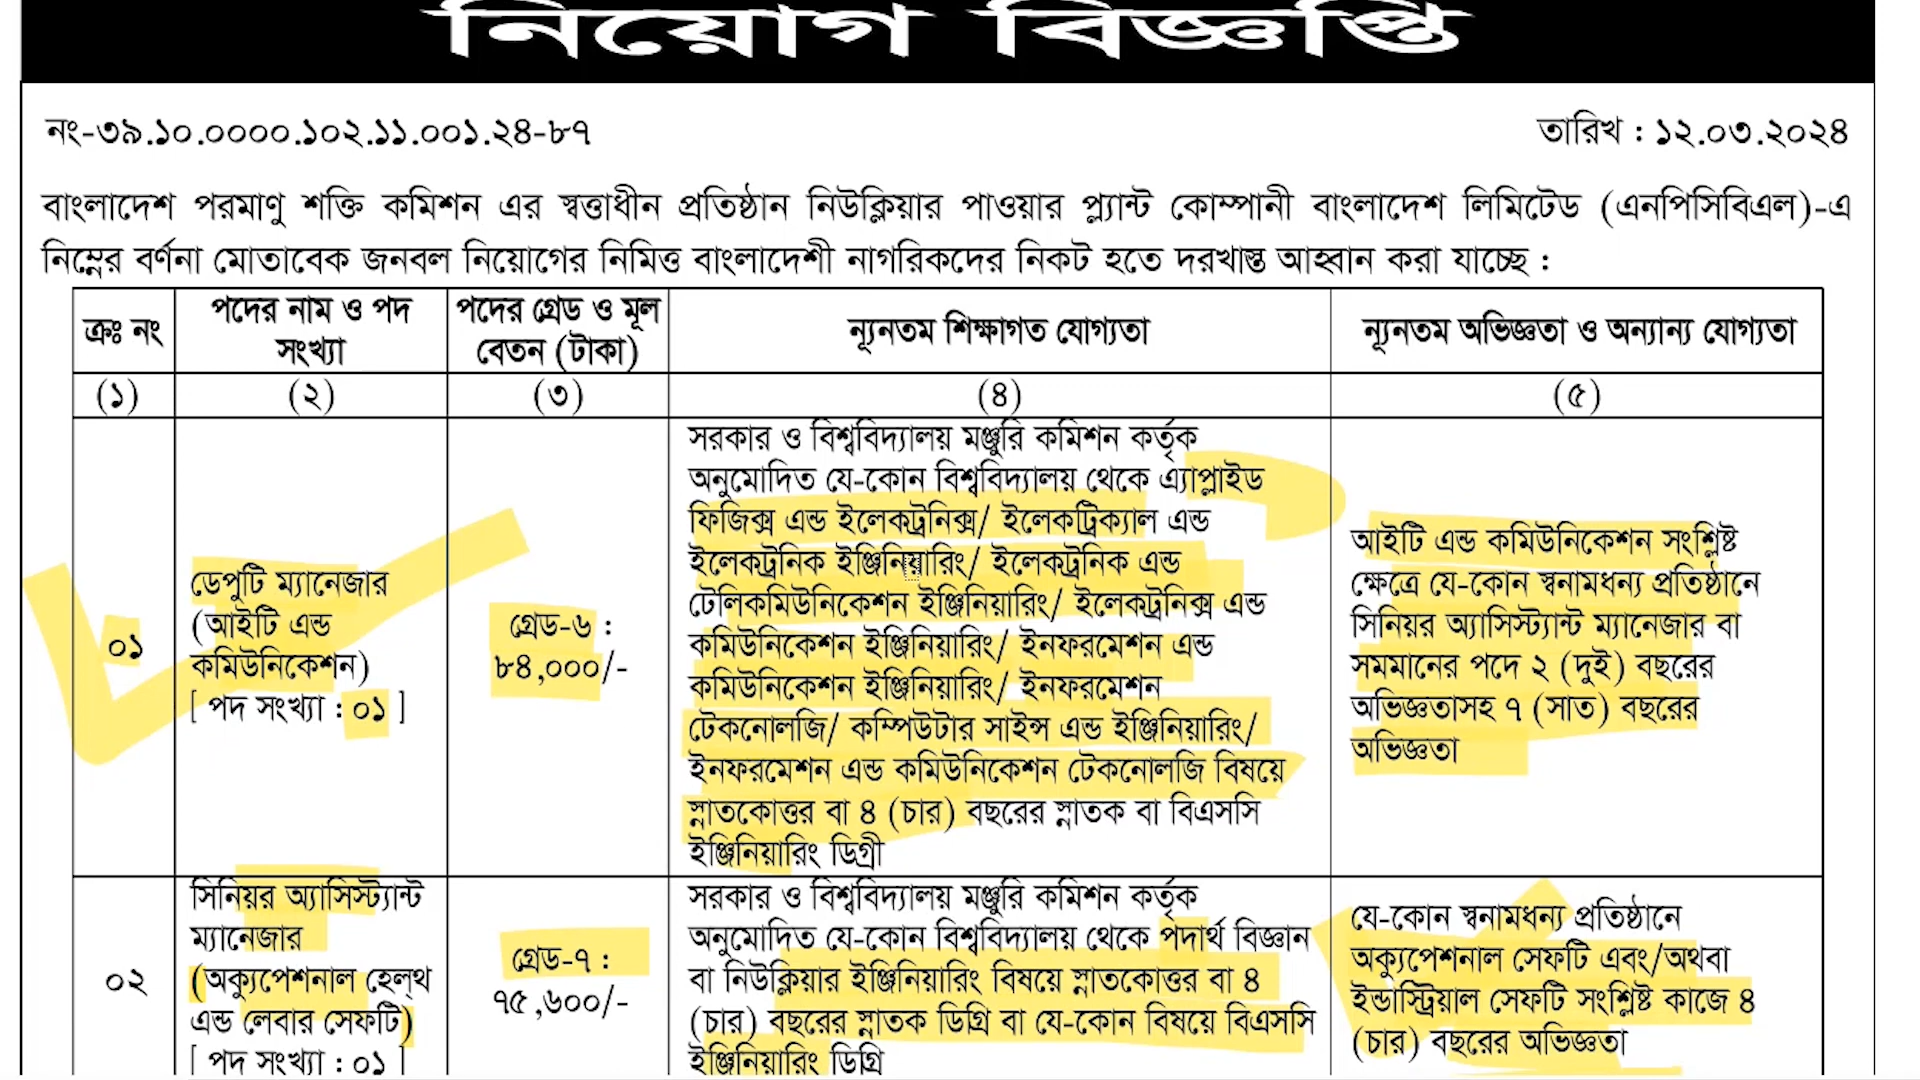 নিয়োগ বিজ্ঞপ্তি
নং-৩৯.১০.০০০০.১০২.১১.০০১.২৪-৮৭
তারিখ : ১২.০৩.২০২৪
বাংলাদেশ পরমাণু শক্তি কমিশন এর স্বত্তাধীন প্রতিষ্ঠান নিউক্লিয়ার পাওয়ার প্ল্যান্ট কোম্পানী বাংলাদেশ লিমিটেড (এনপিসিবিএল)-এ
নিম্নের বর্ণনা মোতাবেক জনবল নিয়োগের নিমিত্ত বাংলাদেশী নাগরিকদের নিকট হতে দরখাস্ত আহ্বান করা যাচ্ছে :
ক্রঃ নং
পদের নাম ও পদ
সংখ্যা
পদের গ্রেড ও মূল
বেতন (টাকা)
ন্যূনতম শিক্ষাগত যোগ্যতা
ন্যূনতম অভিজ্ঞতা ও অন্যান্য যোগ্যতা
(১)
(২)
(৩)
(৪)
(৫)
০১
ডেপুটি ম্যানেজার
(আইটি এন্ড
কমিউনিকেশন)
[ পদ সংখ্যা : ০১ ]
গ্রেড-৬ :
৮৪,০০০/-
সরকার ও বিশ্ববিদ্যালয় মঞ্জুরি কমিশন কর্তৃক
অনুমোদিত যে-কোন বিশ্ববিদ্যালয় থেকে এ্যাপ্লাইড
ফিজিক্স এন্ড ইলেকট্রনিক্স/ ইলেকট্রিক্যাল এন্ড
ইলেকট্রনিক ইঞ্জিনিয়ারিং/ ইলেকট্রনিক এন্ড
টেলিকমিউনিকেশন ইঞ্জিনিয়ারিং/ ইলেকট্রনিক্স এন্ড
কমিউনিকেশন ইঞ্জিনিয়ারিং/ ইনফরমেশন এন্ড
কমিউনিকেশন ইঞ্জিনিয়ারিং/ ইনফরমেশন
টেকনোলজি/ কম্পিউটার সাইন্স এন্ড ইঞ্জিনিয়ারিং/
ইনফরমেশন এন্ড কমিউনিকেশন টেকনোলজি বিষয়ে
স্নাতকোত্তর বা ৪ (চার) বছরের স্নাতক বা বিএসসি
ইঞ্জিনিয়ারিং ডিগ্রী
আইটি এন্ড কমিউনিকেশন সংশ্লিষ্ট
ক্ষেত্রে যে-কোন স্বনামধন্য প্রতিষ্ঠানে
সিনিয়র অ্যাসিস্ট্যান্ট ম্যানেজার বা
সমমানের পদে ২ (দুই) বছরের
অভিজ্ঞতাসহ ৭ (সাত) বছরের
অভিজ্ঞতা
০২
সিনিয়র অ্যাসিস্ট্যান্ট
ম্যানেজার
(অক্যুপেশনাল হেল্থ
এন্ড লেবার সেফটি)
[ পদ সংখ্যা : ০১ ]
গ্রেড-৭ :
৭৫,৬০০/-
সরকার ও বিশ্ববিদ্যালয় মঞ্জুরি কমিশন কর্তৃক
অনুমোদিত যে-কোন বিশ্ববিদ্যালয় থেকে পদার্থ বিজ্ঞান
বা নিউক্লিয়ার ইঞ্জিনিয়ারিং বিষয়ে স্নাতকোত্তর বা ৪
(চার) বছরের স্নাতক ডিগ্রি বা যে-কোন বিষয়ে বিএসসি
ইঞ্জিনিয়ারিং ডিগ্রি
যে-কোন স্বনামধন্য প্রতিষ্ঠানে
অক্যুপেশনাল সেফটি এবং/অথবা
ইন্ডাস্ট্রিয়াল সেফটি সংশ্লিষ্ট কাজে ৪
(চার) বছরের অভিজ্ঞতা